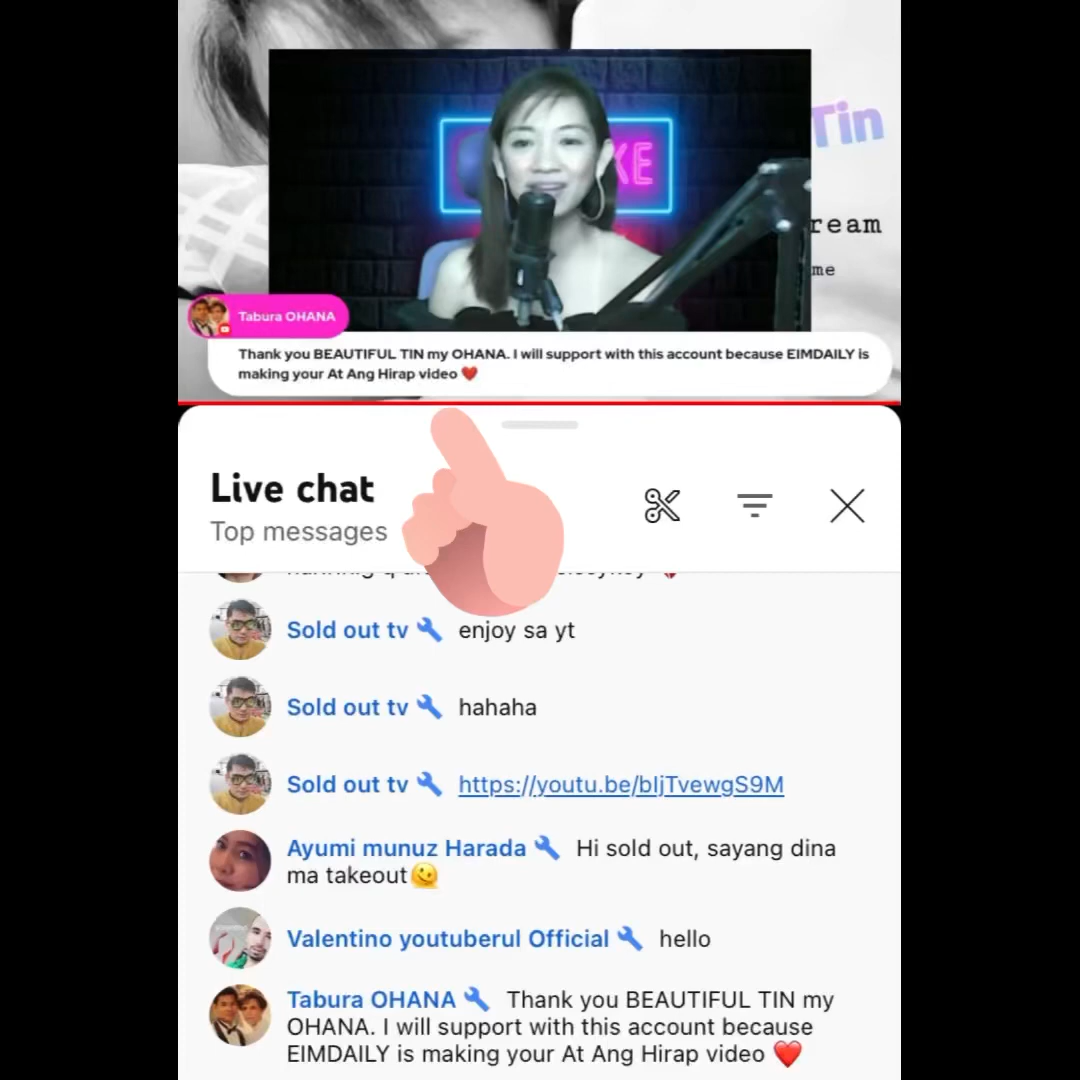 KE
Tin
ream
me
Tabura OHANA
Thank you BEAUTIFUL TIN my OHANA. I will support with this account because EIMDAILY is
making your At Ang Hirap video ❤️
Live chat
Top messages
Sold out tv enjoy sa yt
Sold out tv hahaha
Sold out tv https://youtu.be/bIjTvewgS9M
Ayumi munuz Harada Hi sold out, sayang dina
ma takeout🫠
Valentino youtuberul Official hello
Tabura OHANA Thank you BEAUTIFUL TIN my
OHANA. I will support with this account because
EIMDAILY is making your At Ang Hirap video ❤️